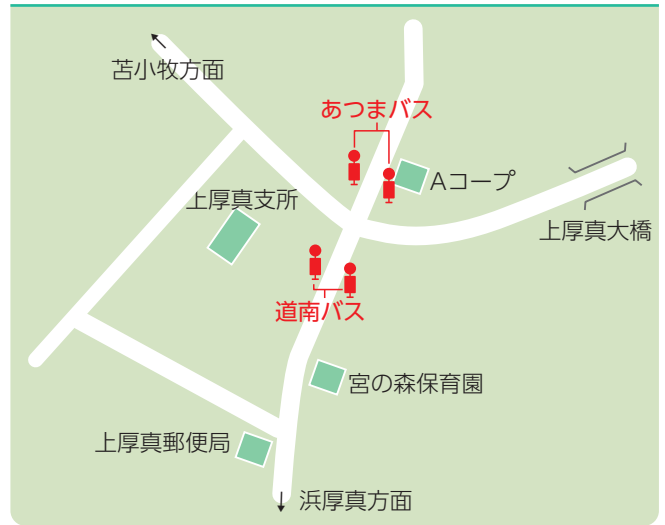 苫小牧方面
あつまバス
Aコープ
上厚真支所
上厚真大橋
道南バス
宮の森保育園
上厚真郵便局
浜厚真方面